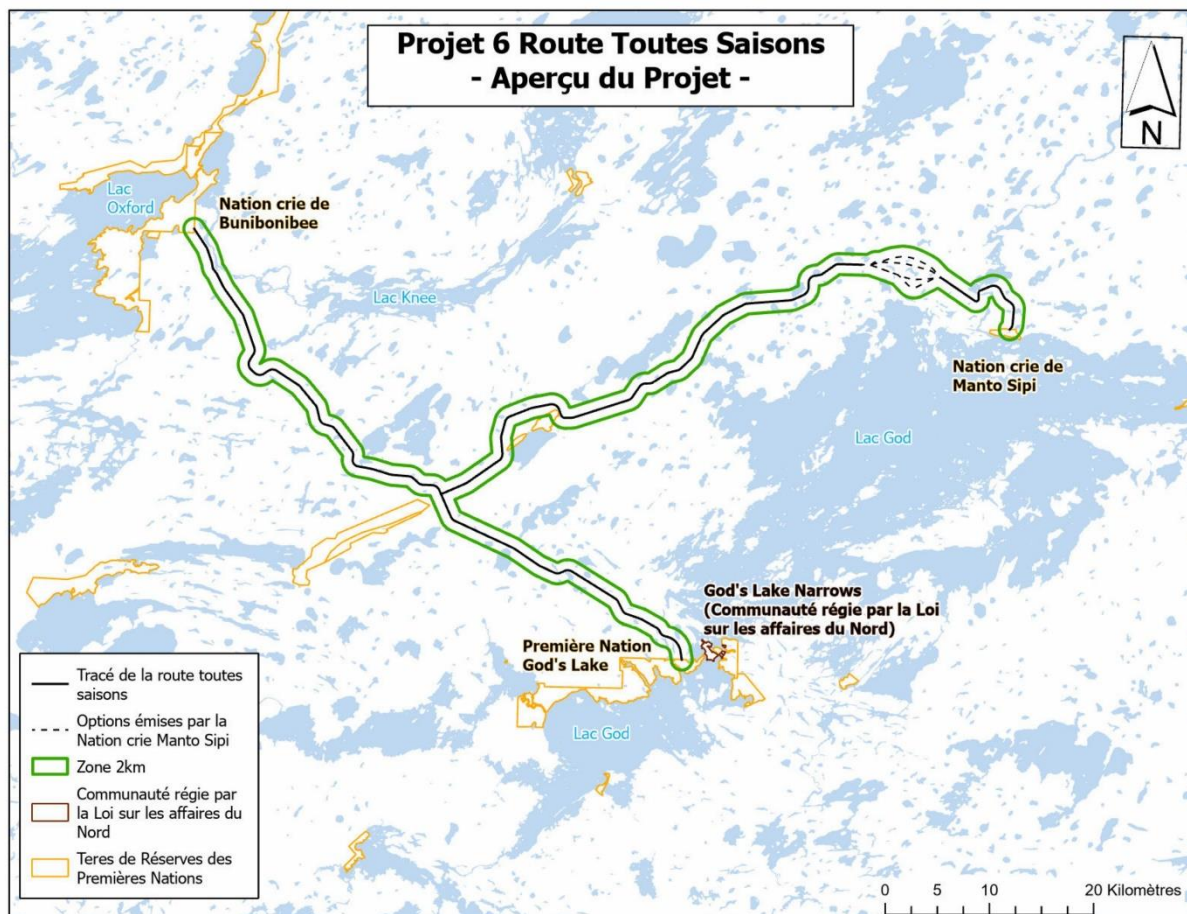 Projet 6 Route Toutes Saisons
- Aperçu du Projet -
N
Lac
Oxford
Nation crie de
Bunibonibee
Lac Knee
Nation crie de
Manto Sipi
Lac God
God's Lake Narrows
(Communauté régie par la Loi
sur les affaires du Nord)
Première Nation
God's Lake
Lac God
Tracé de la route toutes
saisons
Options émises par la
Nation crie Manto Sipi
Zone 2km
Communauté régie par
la Loi sur les affaires du
Nord
Teres de Réserves des
Premières Nations
0 5 10 20 Kilomètres